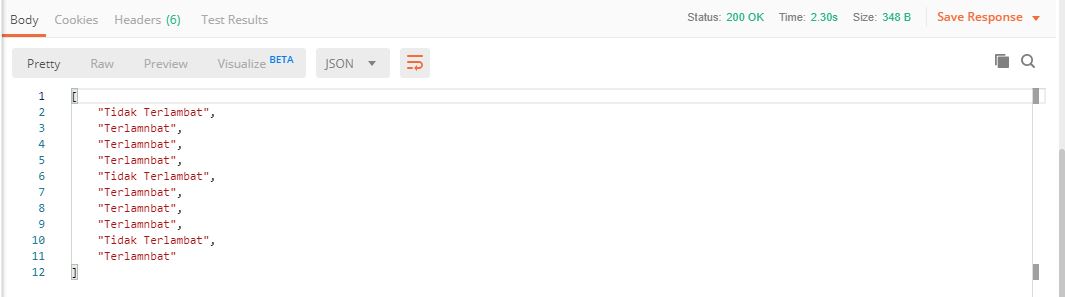 Body Cookies Headers (6) Test Results Status: 200 OK Time: 2.30s Size: 348 B Save Response
Pretty Raw Preview Visualize BETA JSON
1 [
2 "Tidak Terlambat",
3 "Terlamnbat",
4 "Terlamnbat",
5 "Terlamnbat",
6 "Tidak Terlambat",
7 "Terlamnbat",
8 "Terlamnbat",
9 "Terlamnbat",
10 "Tidak Terlambat",
11 "Terlamnbat"
12 ]